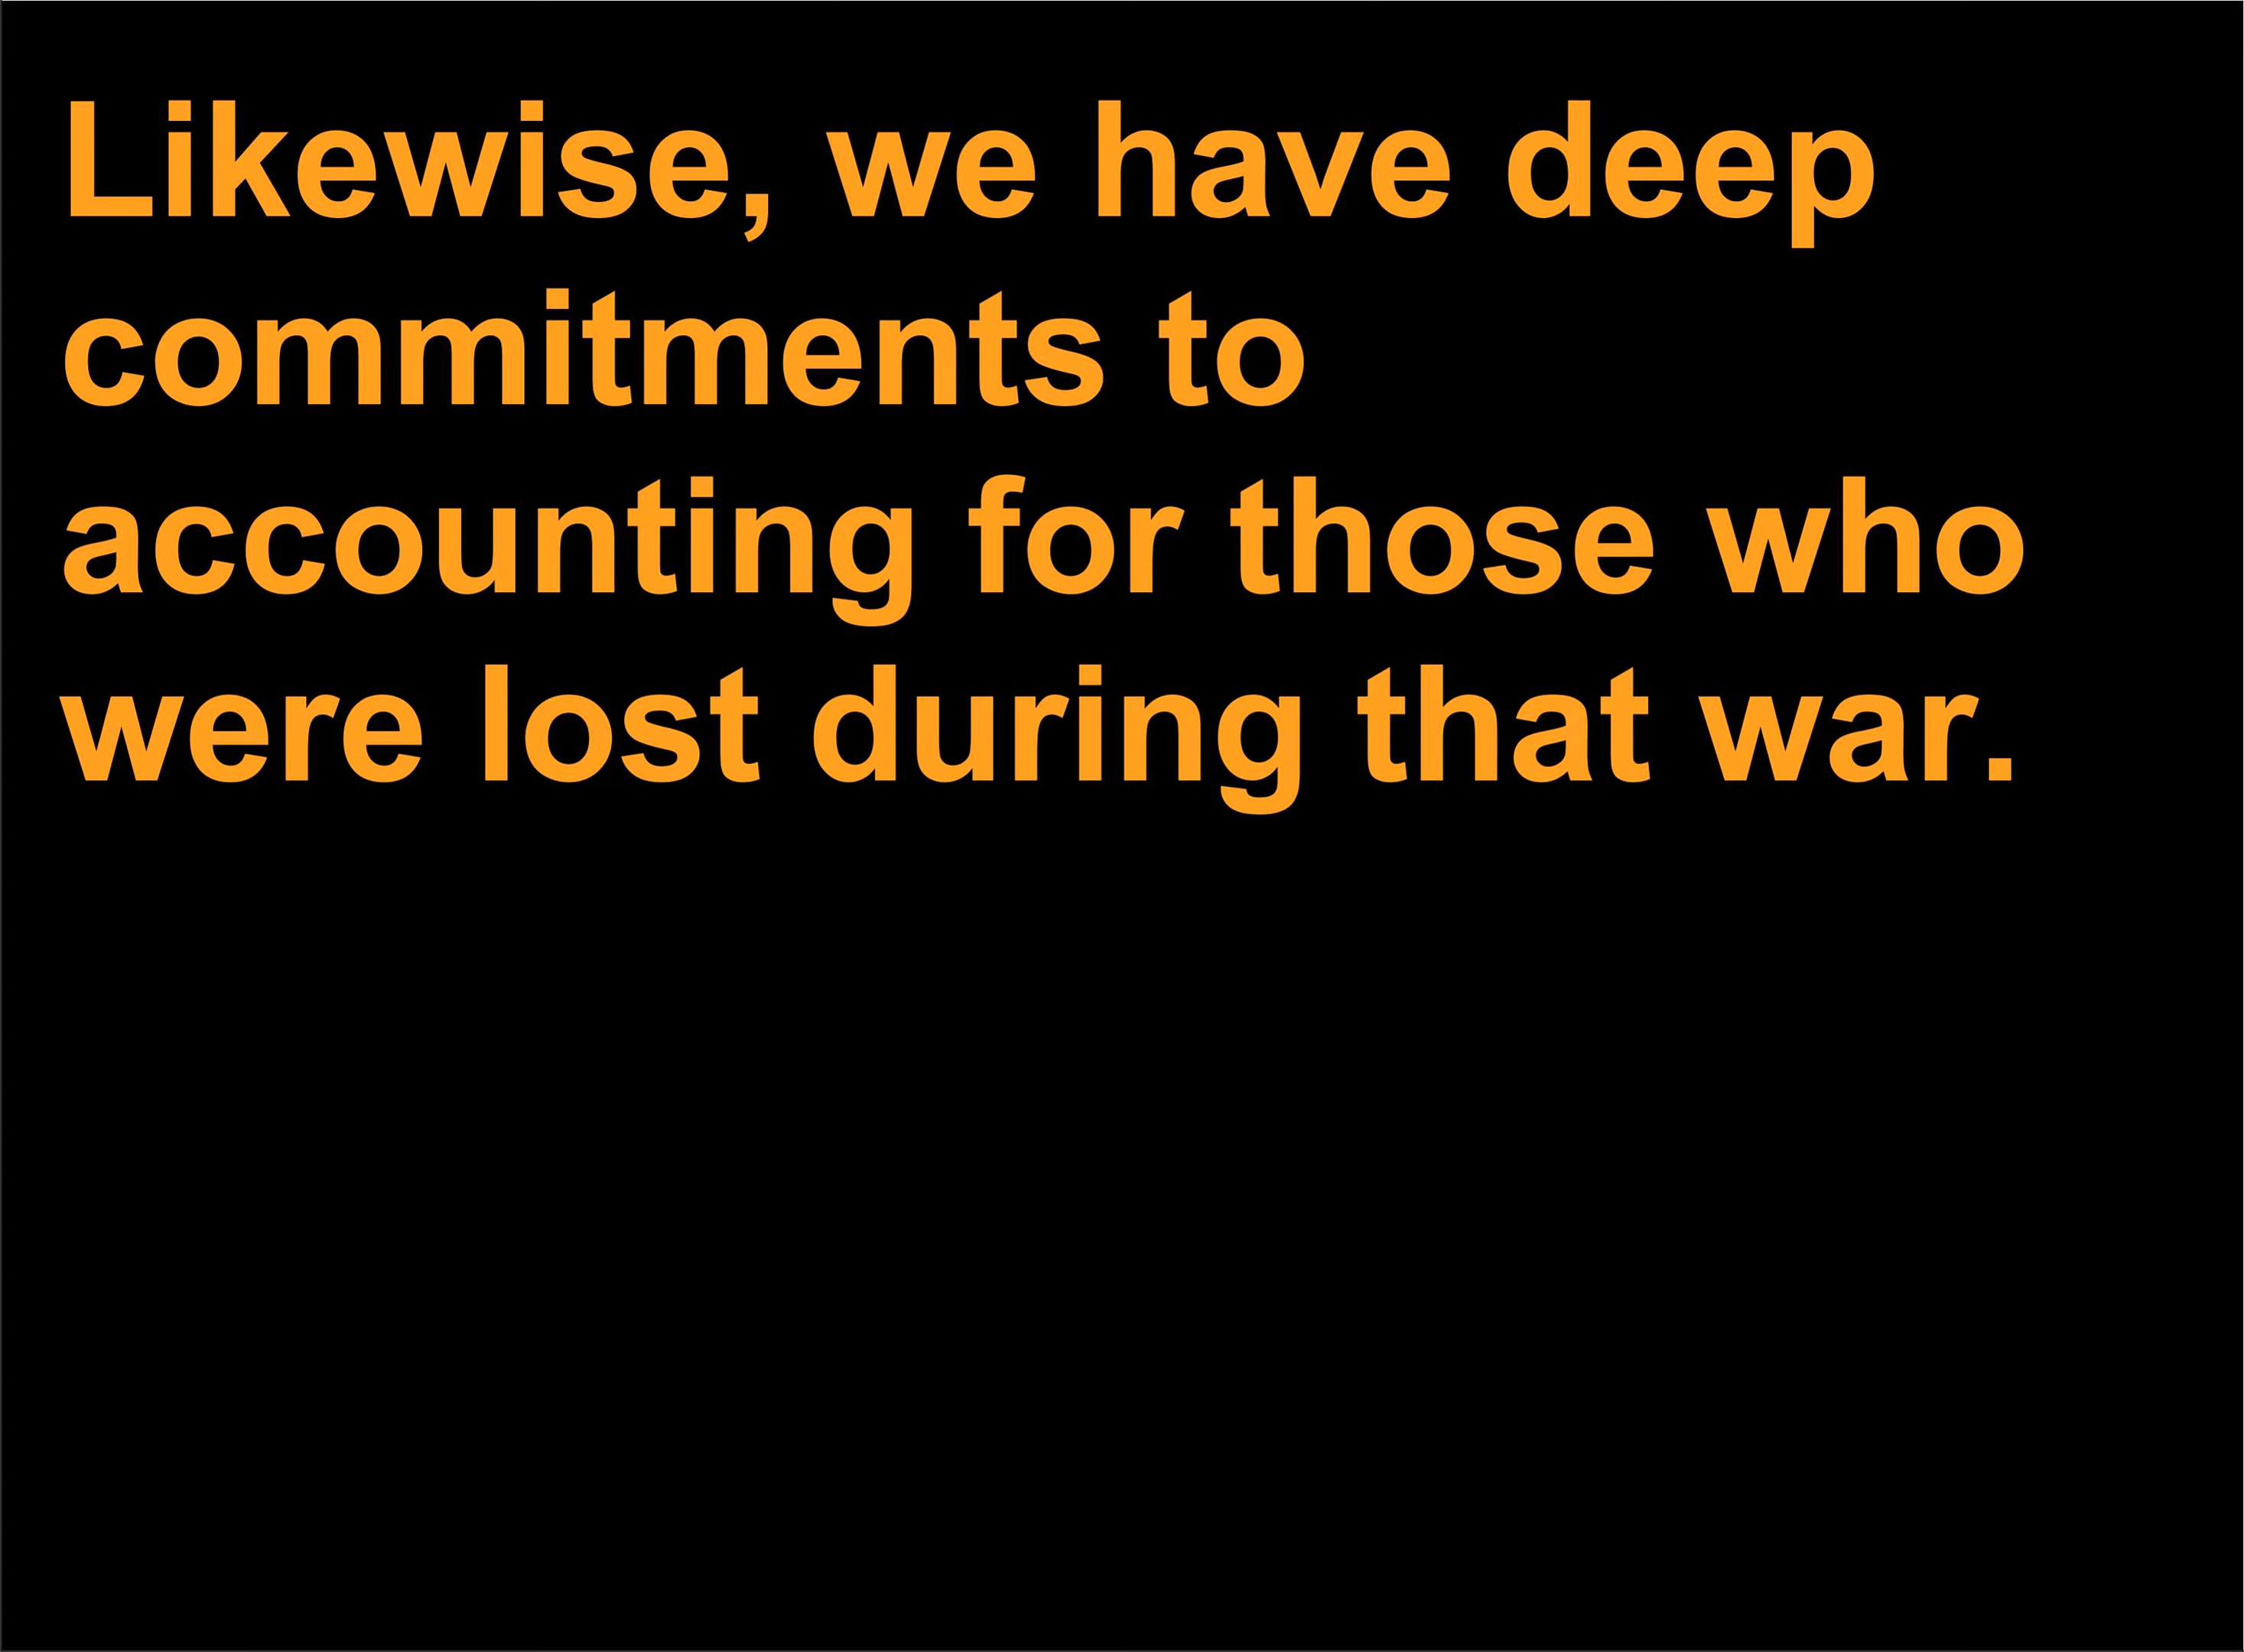 Likewise, we have deep
commitments to
accounting for those who
were lost during that war.